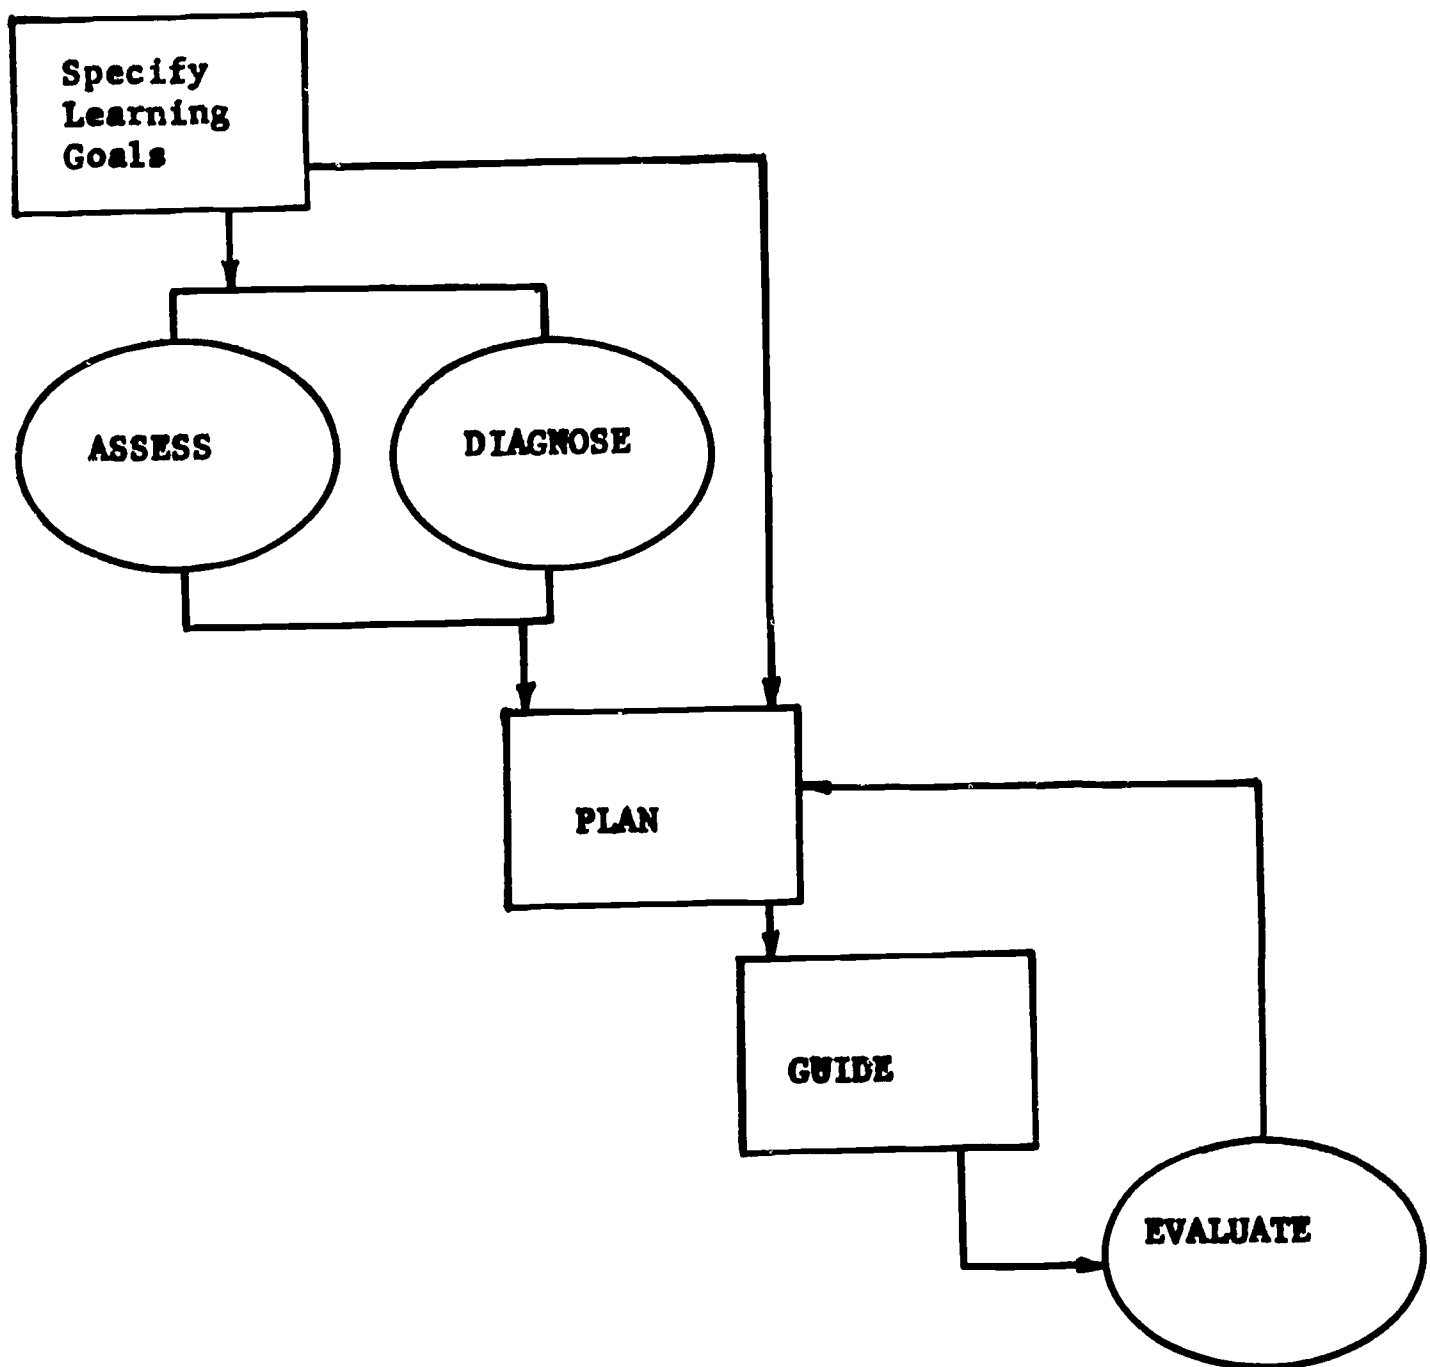 Specify
Learning
Goals
ASSESS
DIAGNOSE
PLAN
GUIDE
EVALUATE